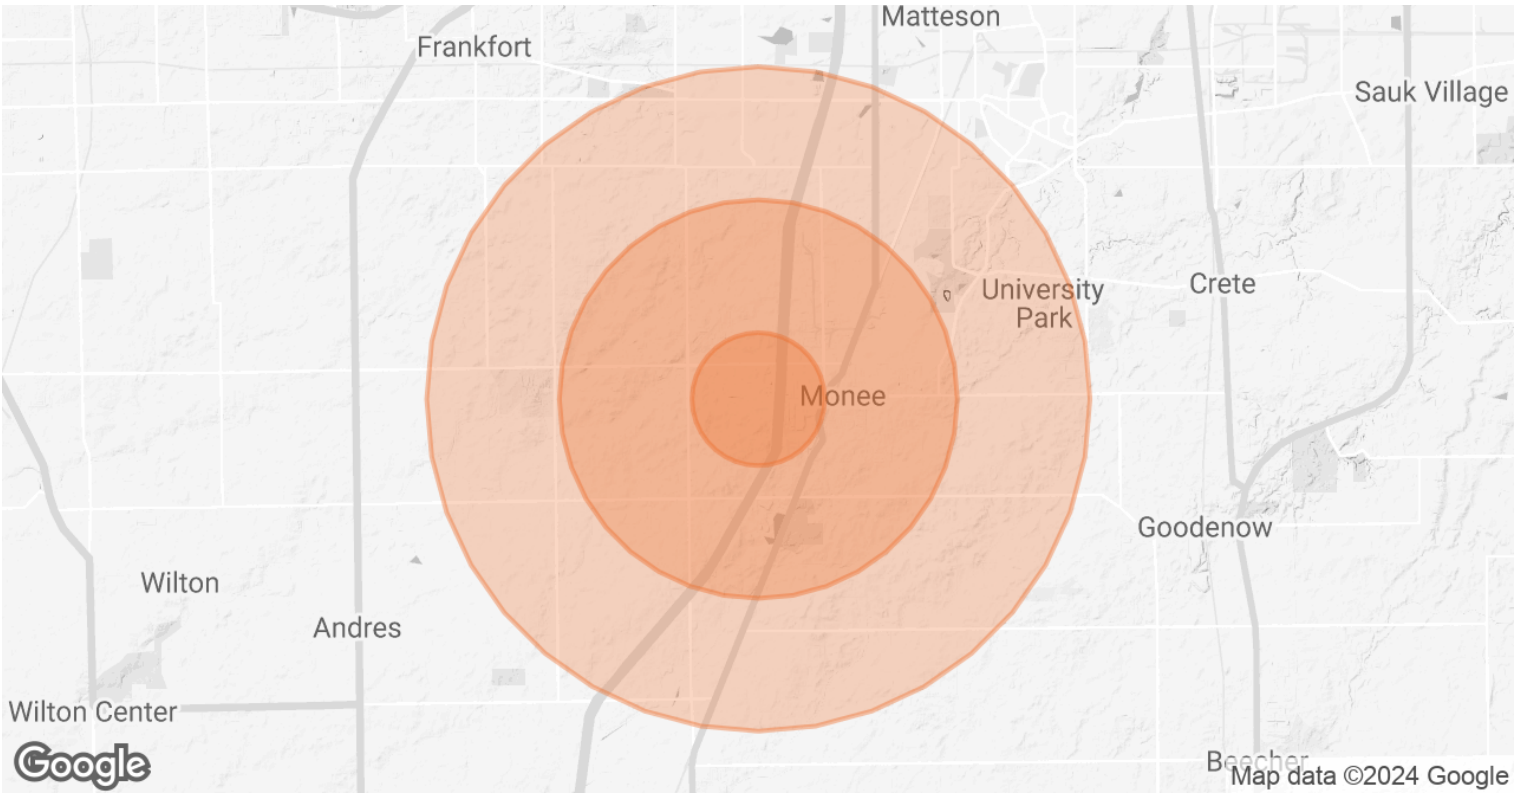 Matteson
Frankfort
Sauk Village
Crete
University
Park
Monee
Goodenow
Wilton
Andres
Wilton Center
Beecher
Google
Map data ©2024 Google